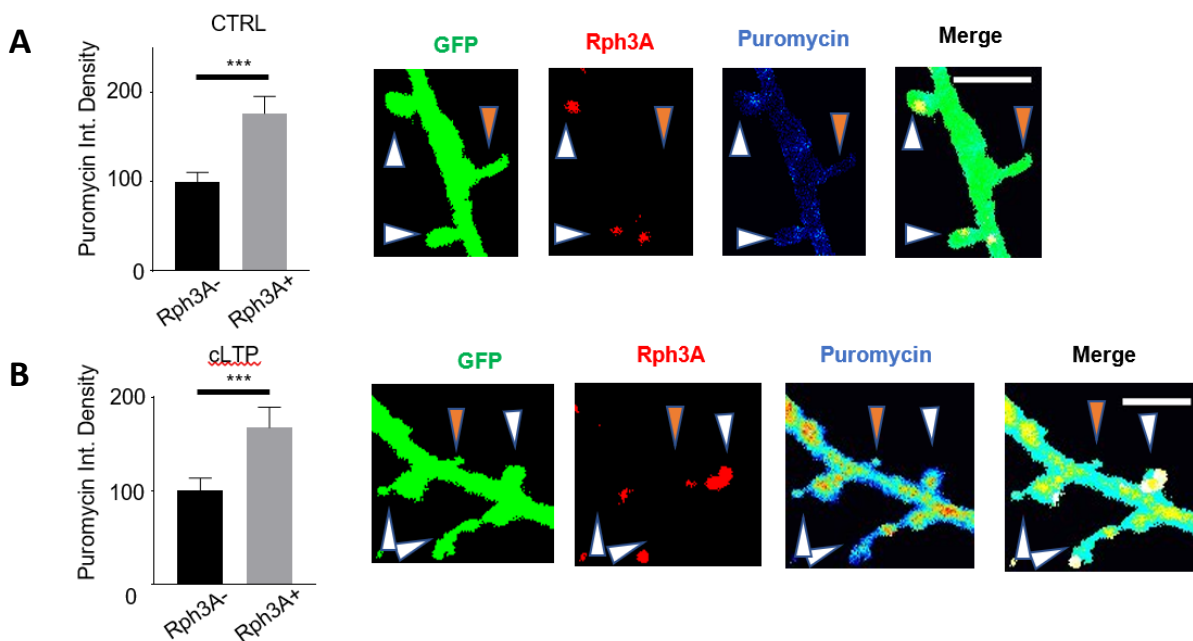 A
CTRL
GFP
Rph3A
Puromycin
Merge
Puromycin Int. Density
200
100
0
***
Rph3A-
Rph3A+
B
cLTP
GFP
Rph3A
Puromycin
Merge
Puromycin Int. Density
200
100
0
***
Rph3A-
Rph3A+